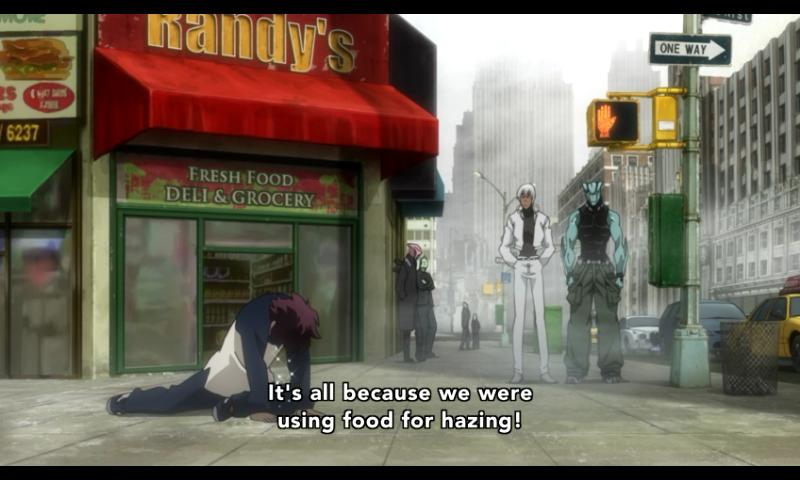 Randy's
FRESH FOOD
DELI & GROCERY
6237
ONE WAY
It's all because we were
using food for hazing!